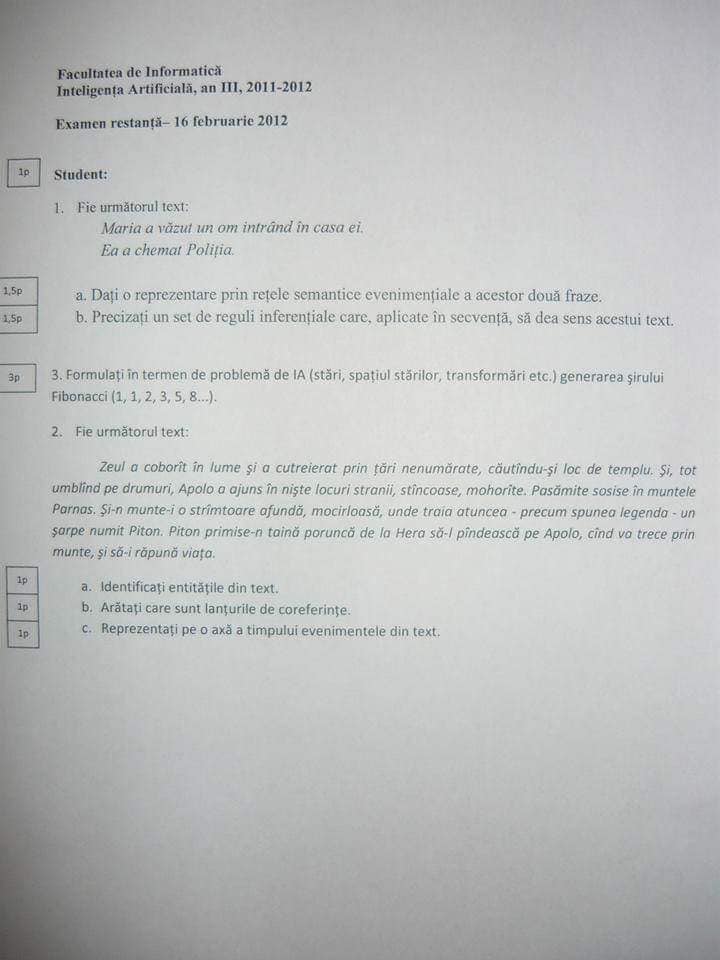 Facultatea de Informatică
Inteligența Artificială, an III, 2011-2012
Examen restanță– 16 februarie 2012
1p
Student:
1. Fie următorul text:
Maria a văzut un om intrând în casa ei.
Ea a chemat Poliția.
1,5p
a. Dați o reprezentare prin rețele semantice evenimențiale a acestor două fraze.
1,5p
b. Precizați un set de reguli inferențiale care, aplicate în secvență, să dea sens acestui text.
3p
3. Formulați în termen de problemă de IA (stări, spațiul stărilor, transformări etc.) generarea şirului
Fibonacci (1, 1, 2, 3, 5, 8...).
2. Fie următorul text:
Zeul a coborît în lume şi a cutreierat prin țări nenumărate, căutîndu-şi loc de templu. Şi, tot
umblînd pe drumuri, Apolo a ajuns în nişte locuri stranii, stîncoase, mohorîte. Pasămite sosise în muntele
Parnas. Şi-n munte-i o strîmtoare afundă, mocirloasă, unde traia atuncea - precum spunea legenda - un
şarpe numit Piton. Piton primise-n taină poruncă de la Hera să-l pîndească pe Apolo, cînd va trece prin
munte, şi să-i răpună viața.
1p
a. Identificați entitățile din text.
1p
b. Arătați care sunt lanțurile de coreferințe.
1p
c. Reprezentați pe o axă a timpului evenimentele din text.